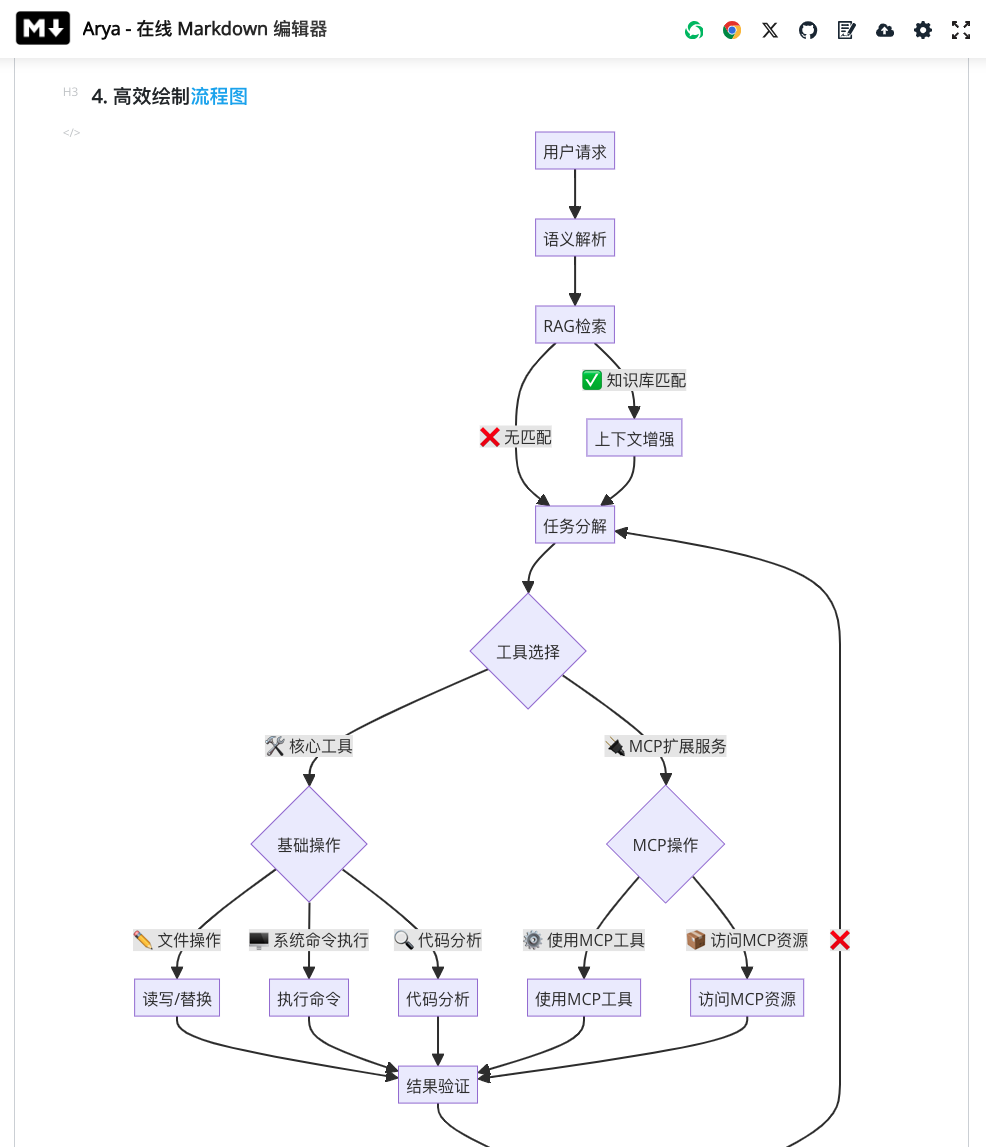 M↓ Arya - 在线 Markdown 编辑器
H3 4. 高效绘制流程图
</>
用户请求
语义解析
RAG检索
✅ 知识库匹配
❌ 无匹配
上下文增强
任务分解
工具选择
🛠️ 核心工具
🔌 MCP扩展服务
基础操作
MCP操作
✏️ 文件操作
🖥️ 系统命令执行
🔍 代码分析
⚙️ 使用MCP工具
📦 访问MCP资源
❌
读写/替换
执行命令
代码分析
使用MCP工具
访问MCP资源
结果验证